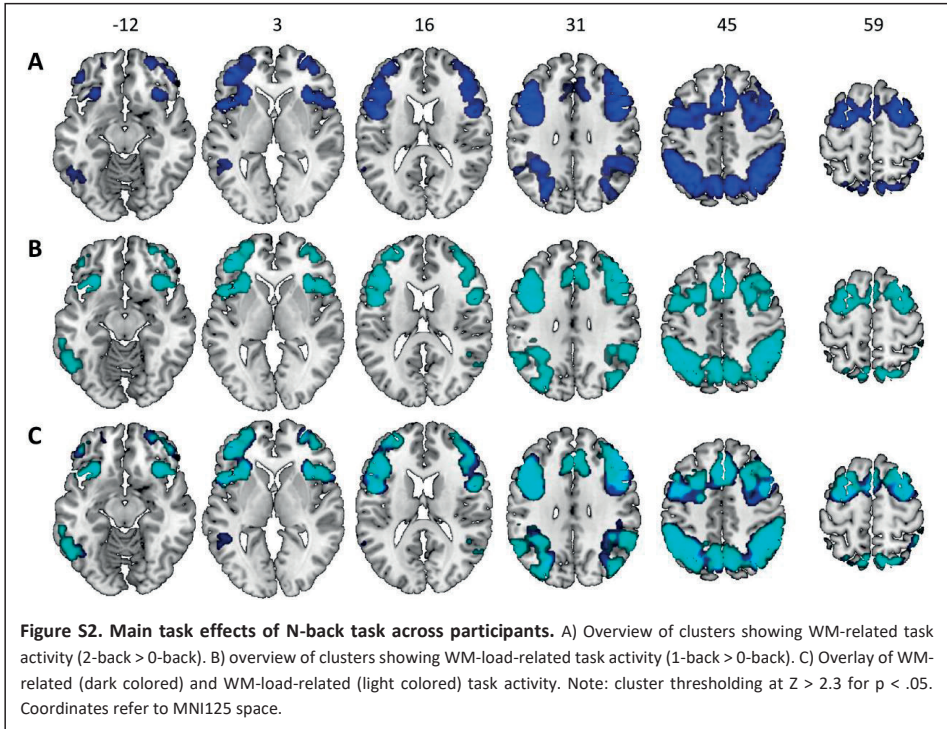 -12 3 16 31 45 59
A
B
C
Figure S2. Main task effects of N-back task across participants. A) Overview of clusters showing WM-related task
activity (2-back > 0-back). B) overview of clusters showing WM-load-related task activity (1-back > 0-back). C) Overlay of WM-
related (dark colored) and WM-load-related (light colored) task activity. Note: cluster thresholding at Z > 2.3 for p < .05.
Coordinates refer to MNI125 space.